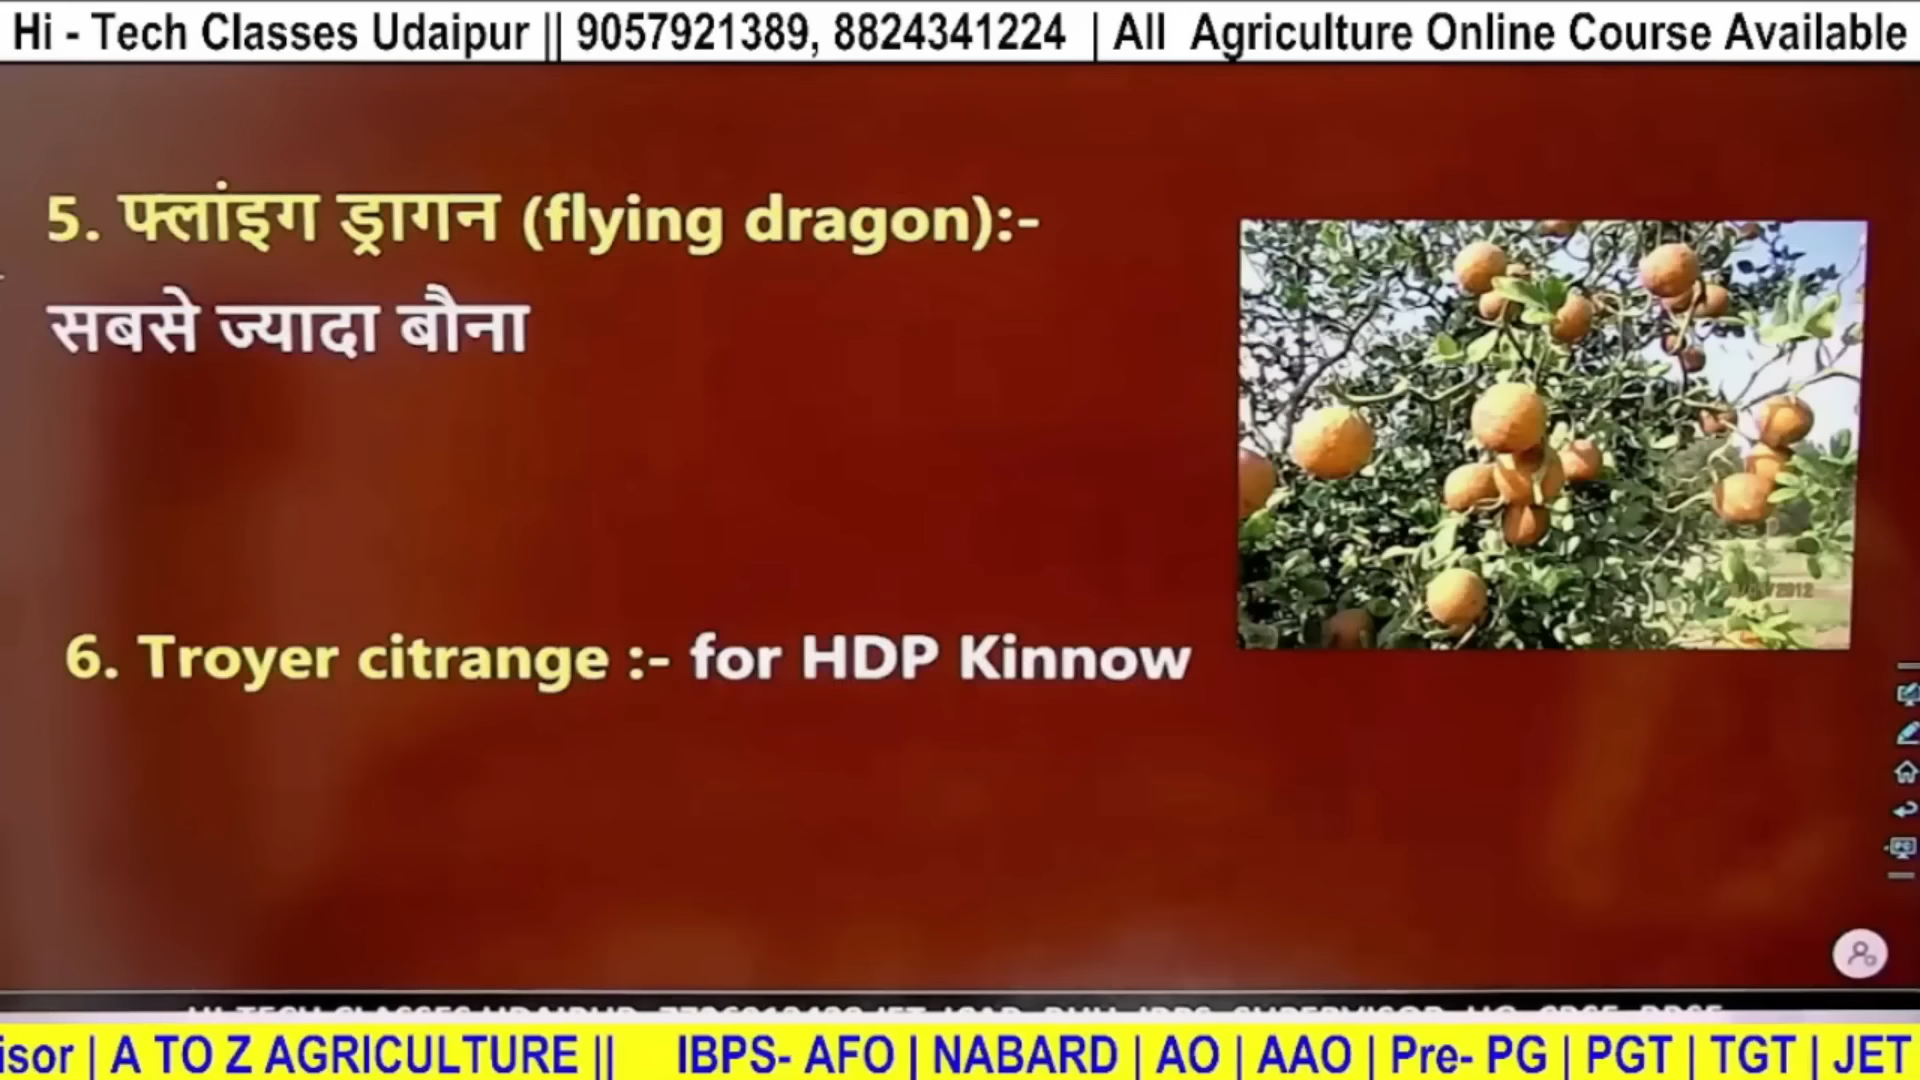 Hi - Tech Classes Udaipur || 9057921389, 8824341224 | All Agriculture Online Course Available
5. फ्लांइग ड्रागन (flying dragon):-
सबसे ज्यादा बौना
6. Troyer citrange :- for HDP Kinnow
isor | A TO Z AGRICULTURE || IBPS- AFO | NABARD | AO | AAO | Pre- PG | PGT | TGT | JET